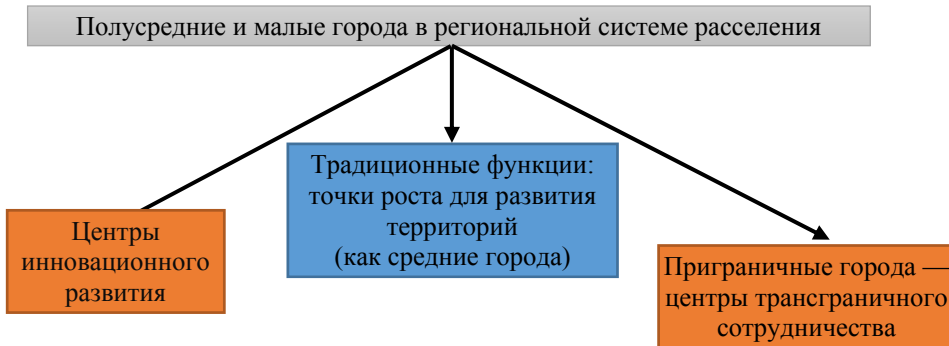 Полусредние и малые города в региональной системе расселения
Традиционные функции:
точки роста для развития
территорий
(как средние города)
Центры
инновационного
развития
Приграничные города —
центры трансграничного
сотрудничества